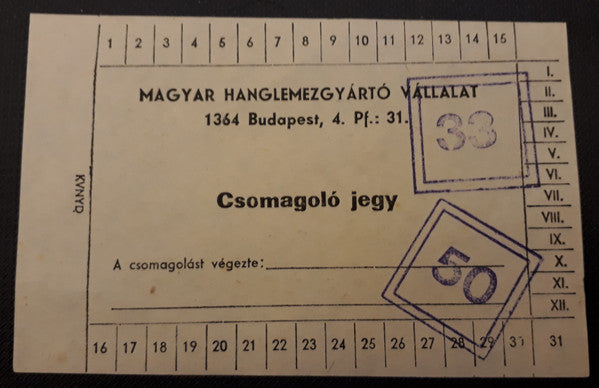 1 2 3 4 5 6 7 8 9 10 11 12 13 14 15
I.
MAGYAR HANGLEMEZGYÁRTÓ VÁLLALAT
II.
1364 Budapest, 4. Pf.: 31.
III.
33
IV.
V.
VI.
KVNYD.
Csomagoló jegy
VII.
VIII.
IX.
A csomagolást végezte:
X.
50
XI.
XII.
16 17 18 19 20 21 22 23 24 25 26 27 28 29 30 31